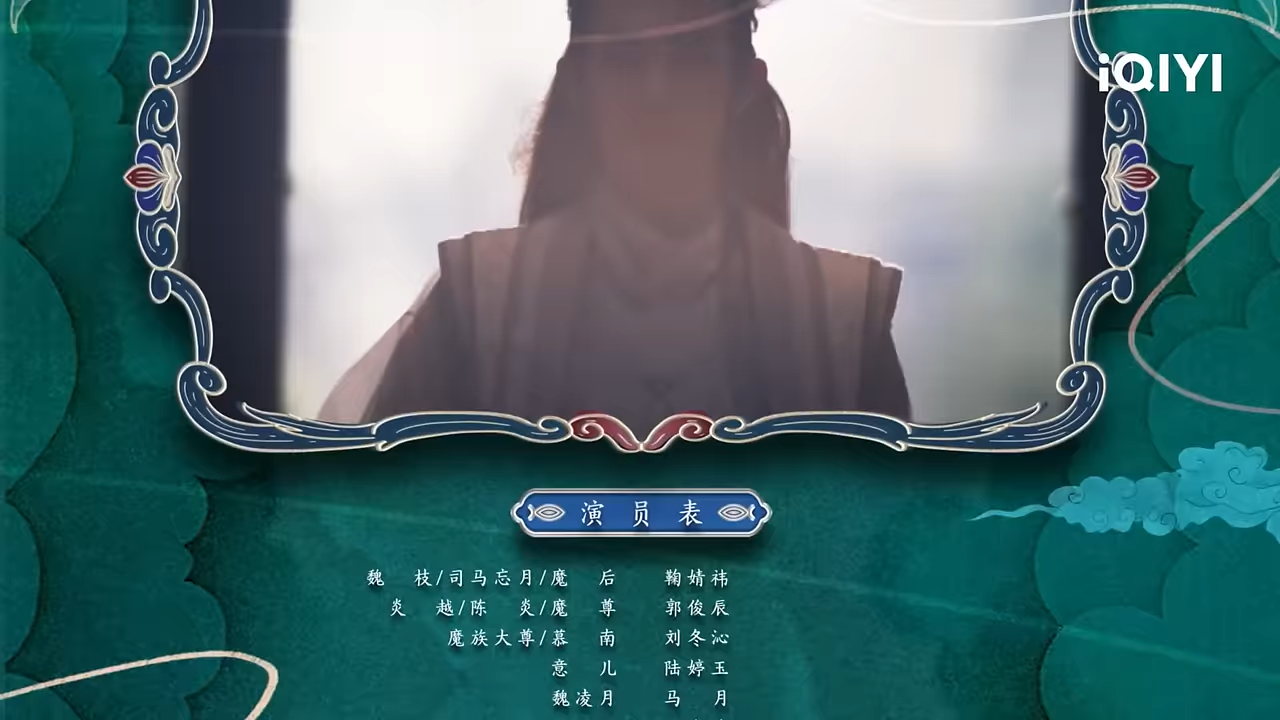 iQIYI
演员表
魏 枝/司马忘月/魔 后 鞠婧祎
炎 越/陈 炎/魔 尊 郭俊辰
魔族大尊/慕 南 刘冬沁
意 儿 陆婷玉
魏凌月 马 月